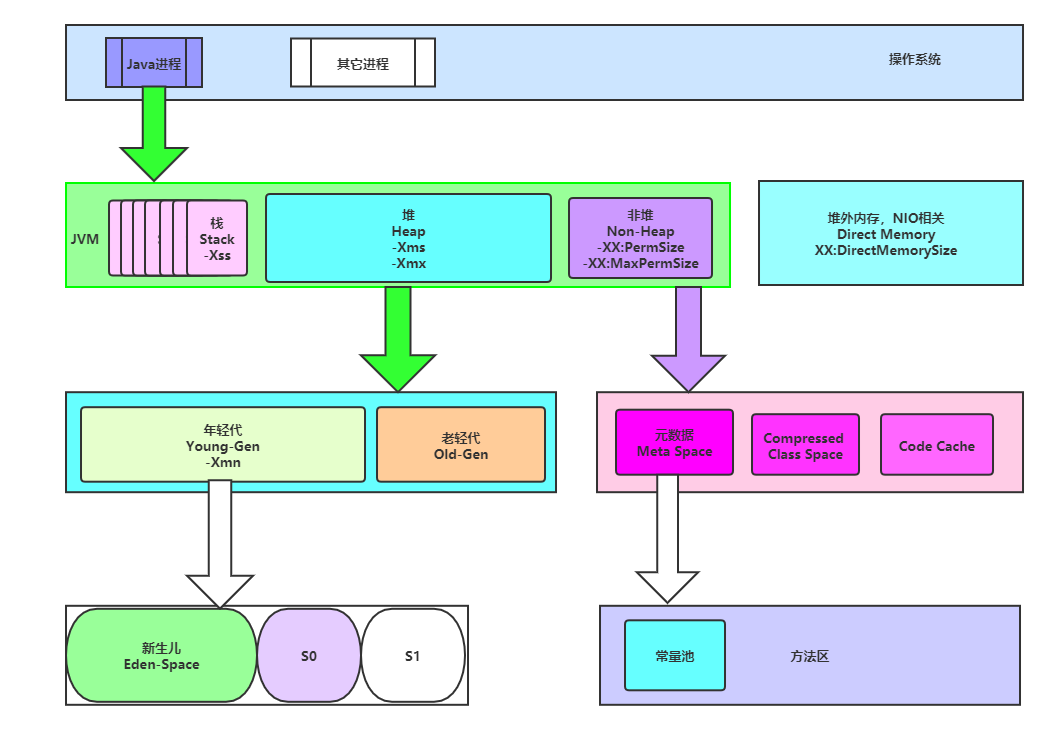 Java进程
其它进程
操作系统
JVM
栈
Stack
-Xss
堆
Heap
-Xms
-Xmx
非堆
Non-Heap
-XX:PermSize
-XX:MaxPermSize
堆外内存，NIO相关
Direct Memory
XX:DirectMemorySize
年轻代
Young-Gen
-Xmn
老轻代
Old-Gen
元数据
Meta Space
Compressed
Class Space
Code Cache
新生儿
Eden-Space
S0
S1
常量池
方法区